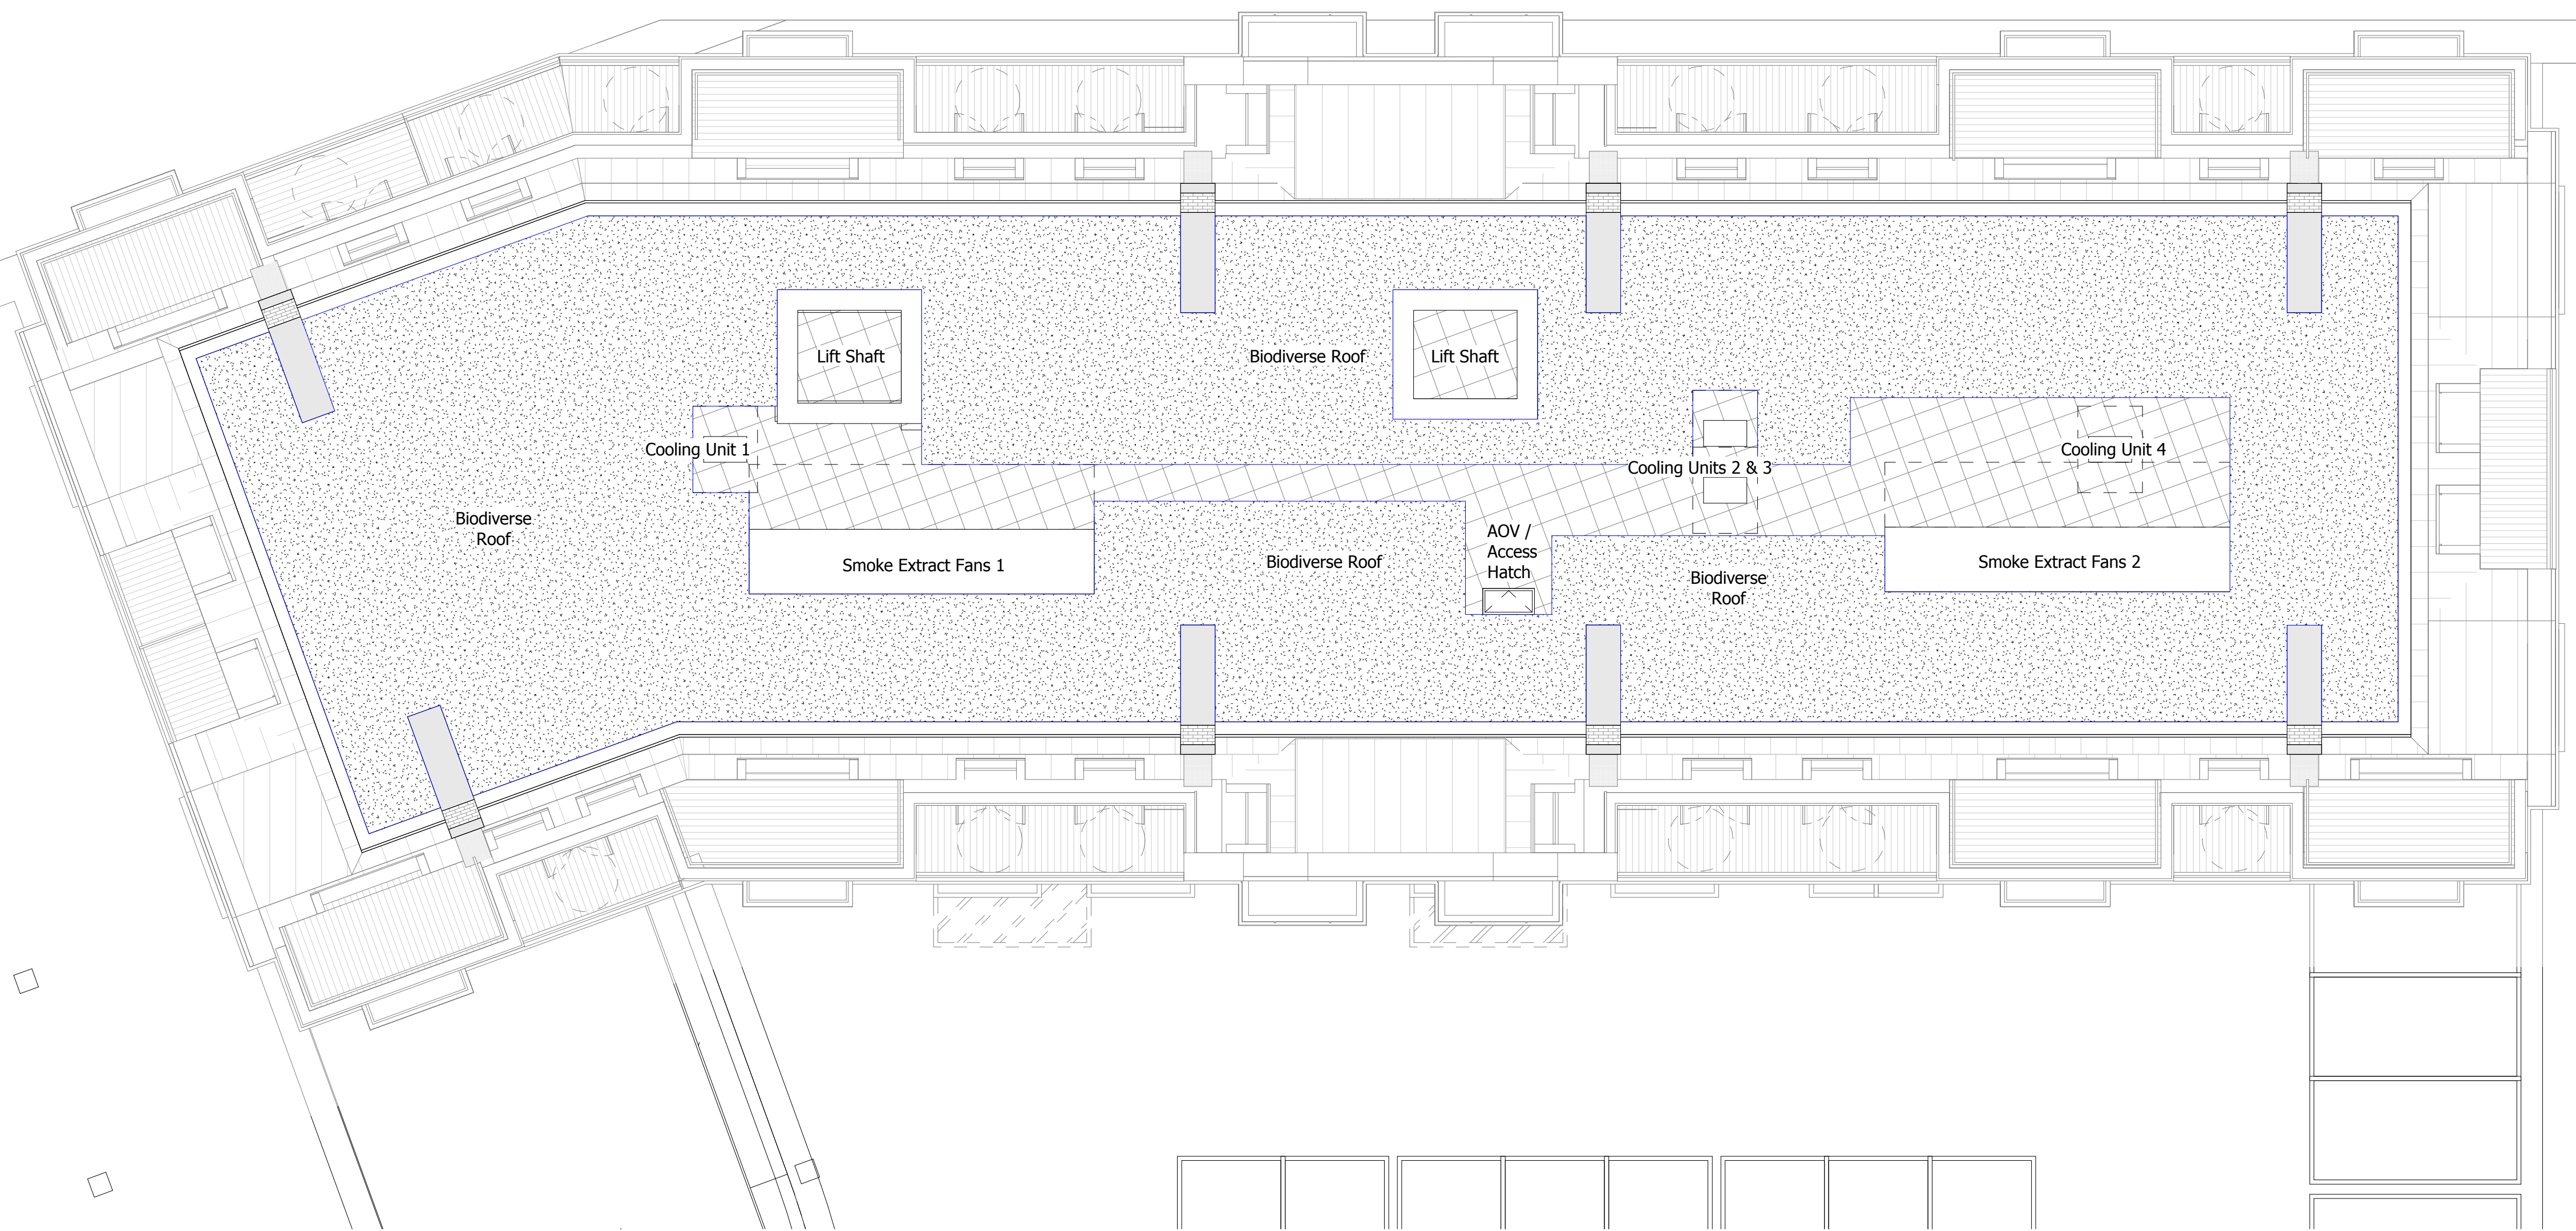 Lift Shaft
Biodiverse Roof
Lift Shaft
Cooling Unit 1
Cooling Units 2 & 3
Cooling Unit 4
Biodiverse
Roof
Smoke Extract Fans 1
Biodiverse Roof
AOV /
Access
Hatch
Biodiverse
Roof
Smoke Extract Fans 2